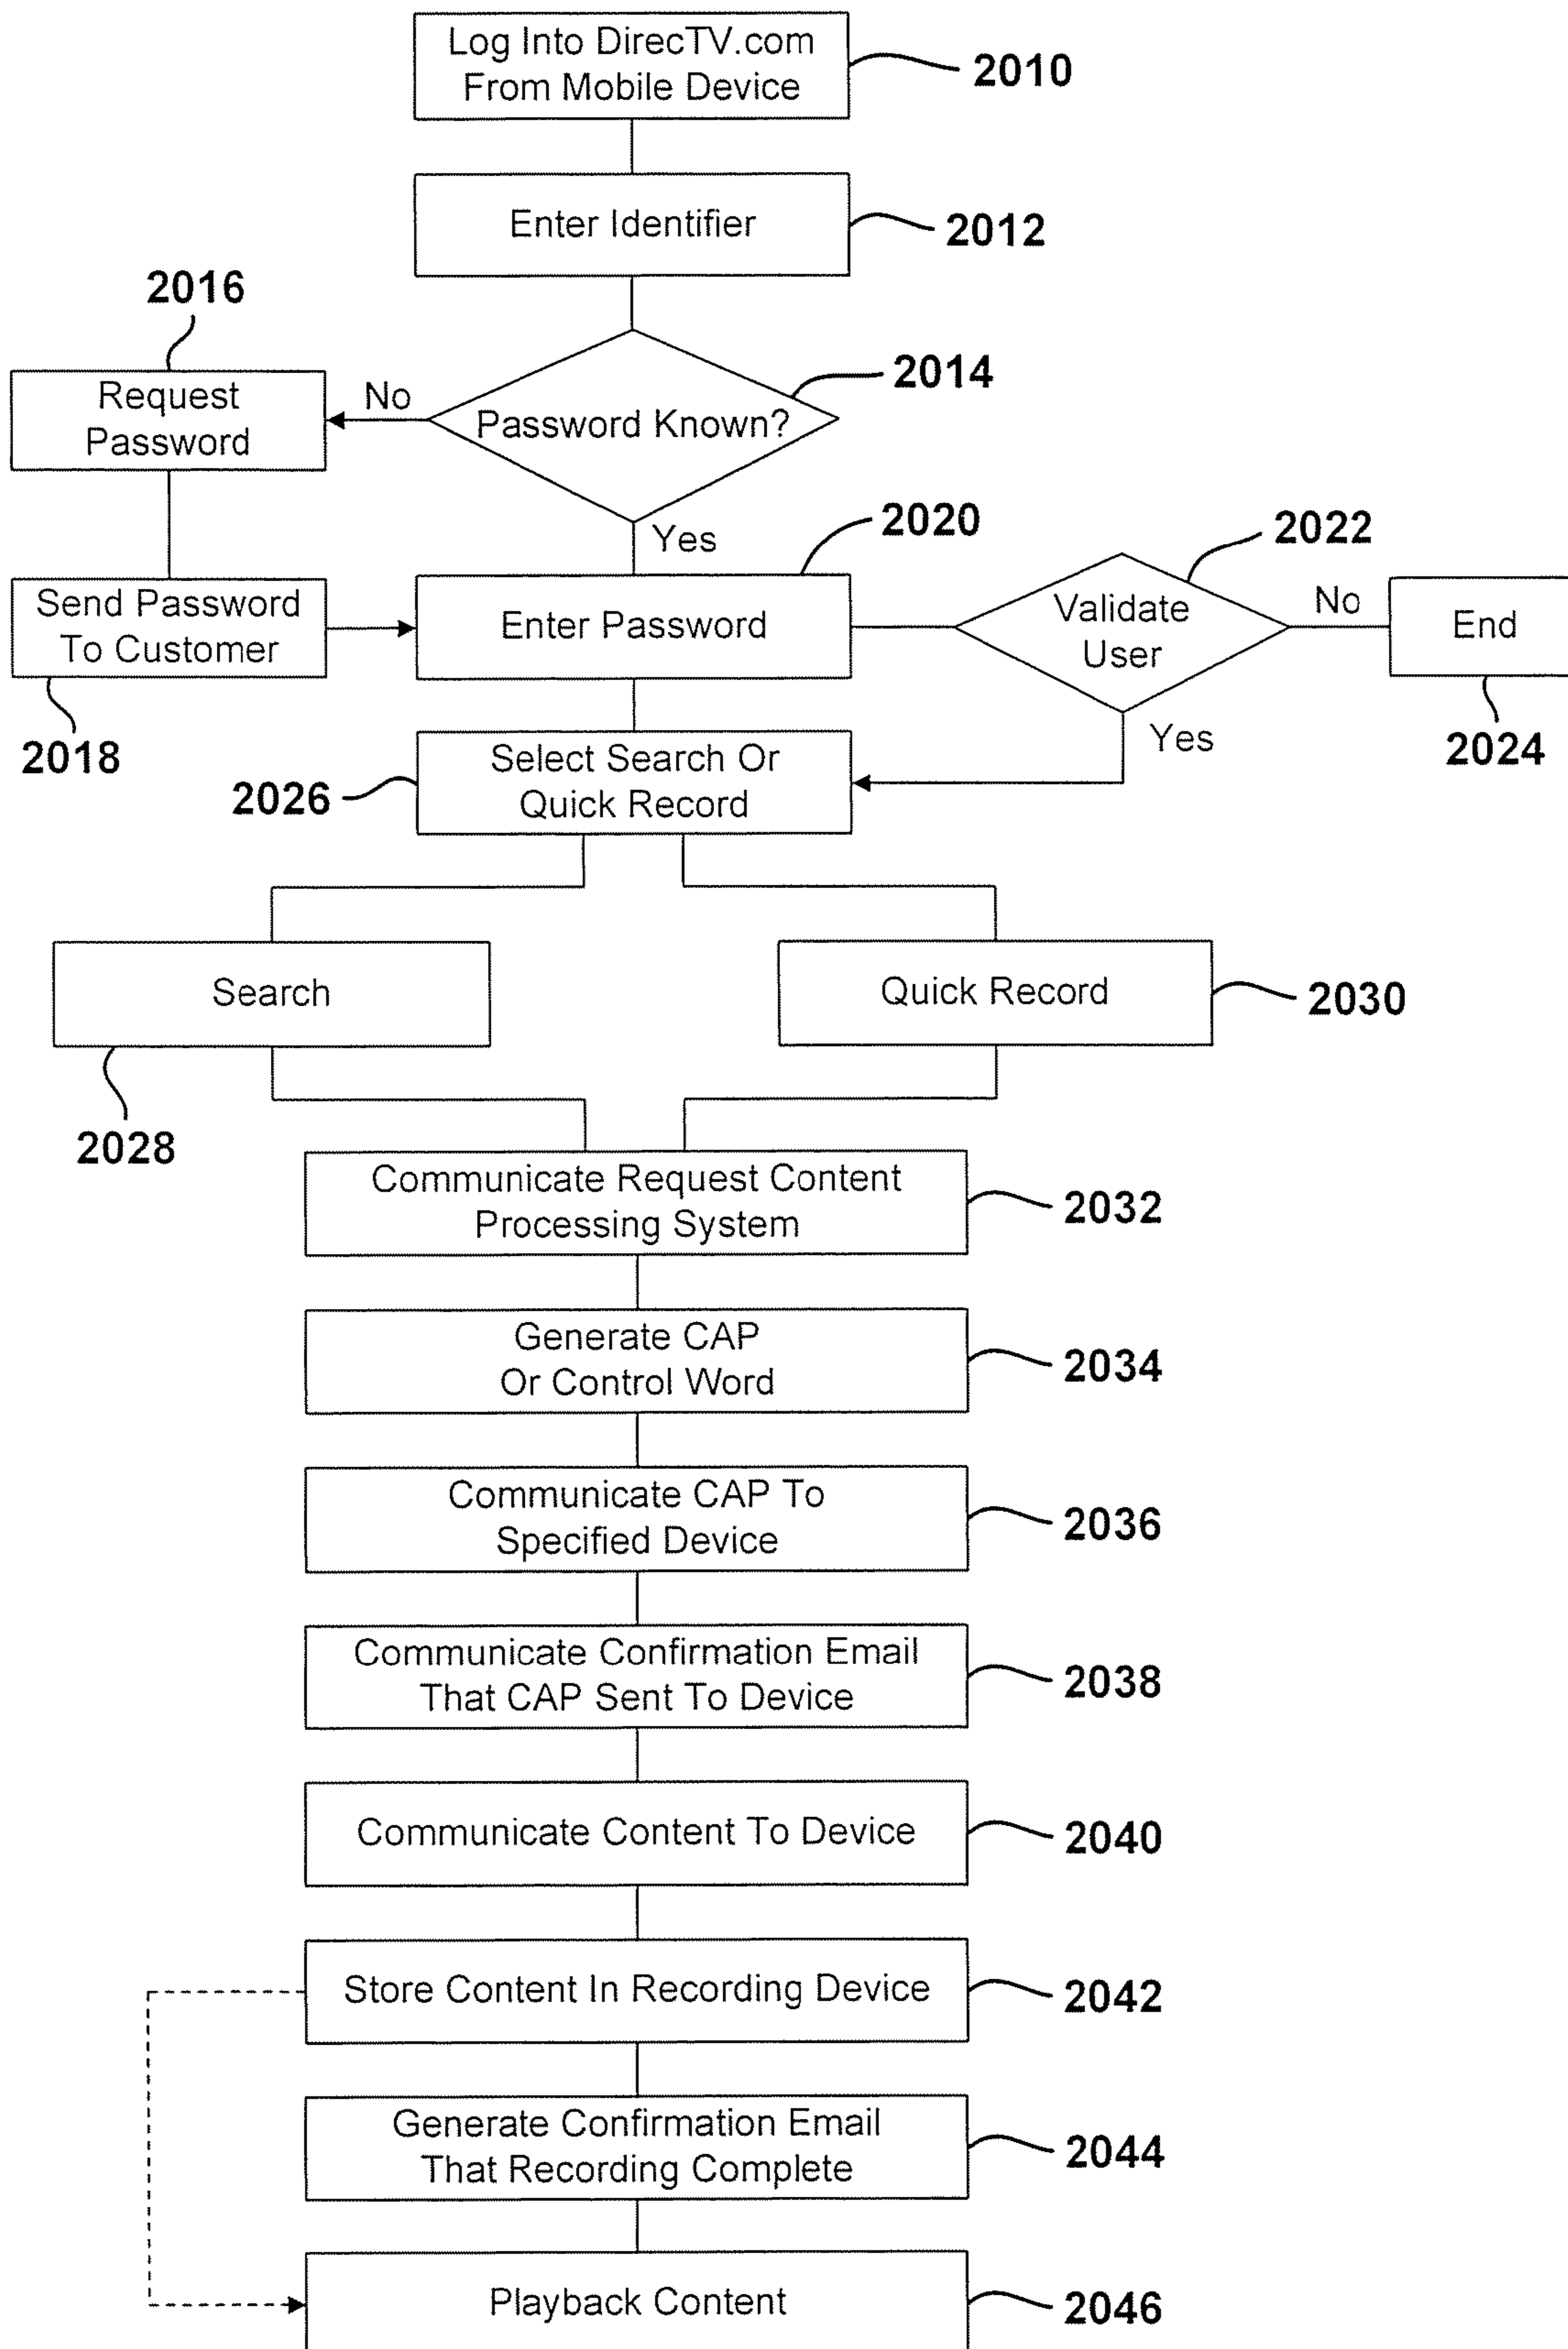 Log Into DirecTV.com
From Mobile Device
2010
Enter Identifier
2012
2016
Request
Password
No
Password Known?
2014
Yes
2020
2022
Send Password
To Customer
2018
Enter Password
Validate
User
No
End
2024
Yes
Select Search Or
Quick Record
2026
Search
2028
Quick Record
2030
Communicate Request Content
Processing System
2032
Generate CAP
Or Control Word
2034
Communicate CAP To
Specified Device
2036
Communicate Confirmation Email
That CAP Sent To Device
2038
Communicate Content To Device
2040
Store Content In Recording Device
2042
Generate Confirmation Email
That Recording Complete
2044
Playback Content
2046